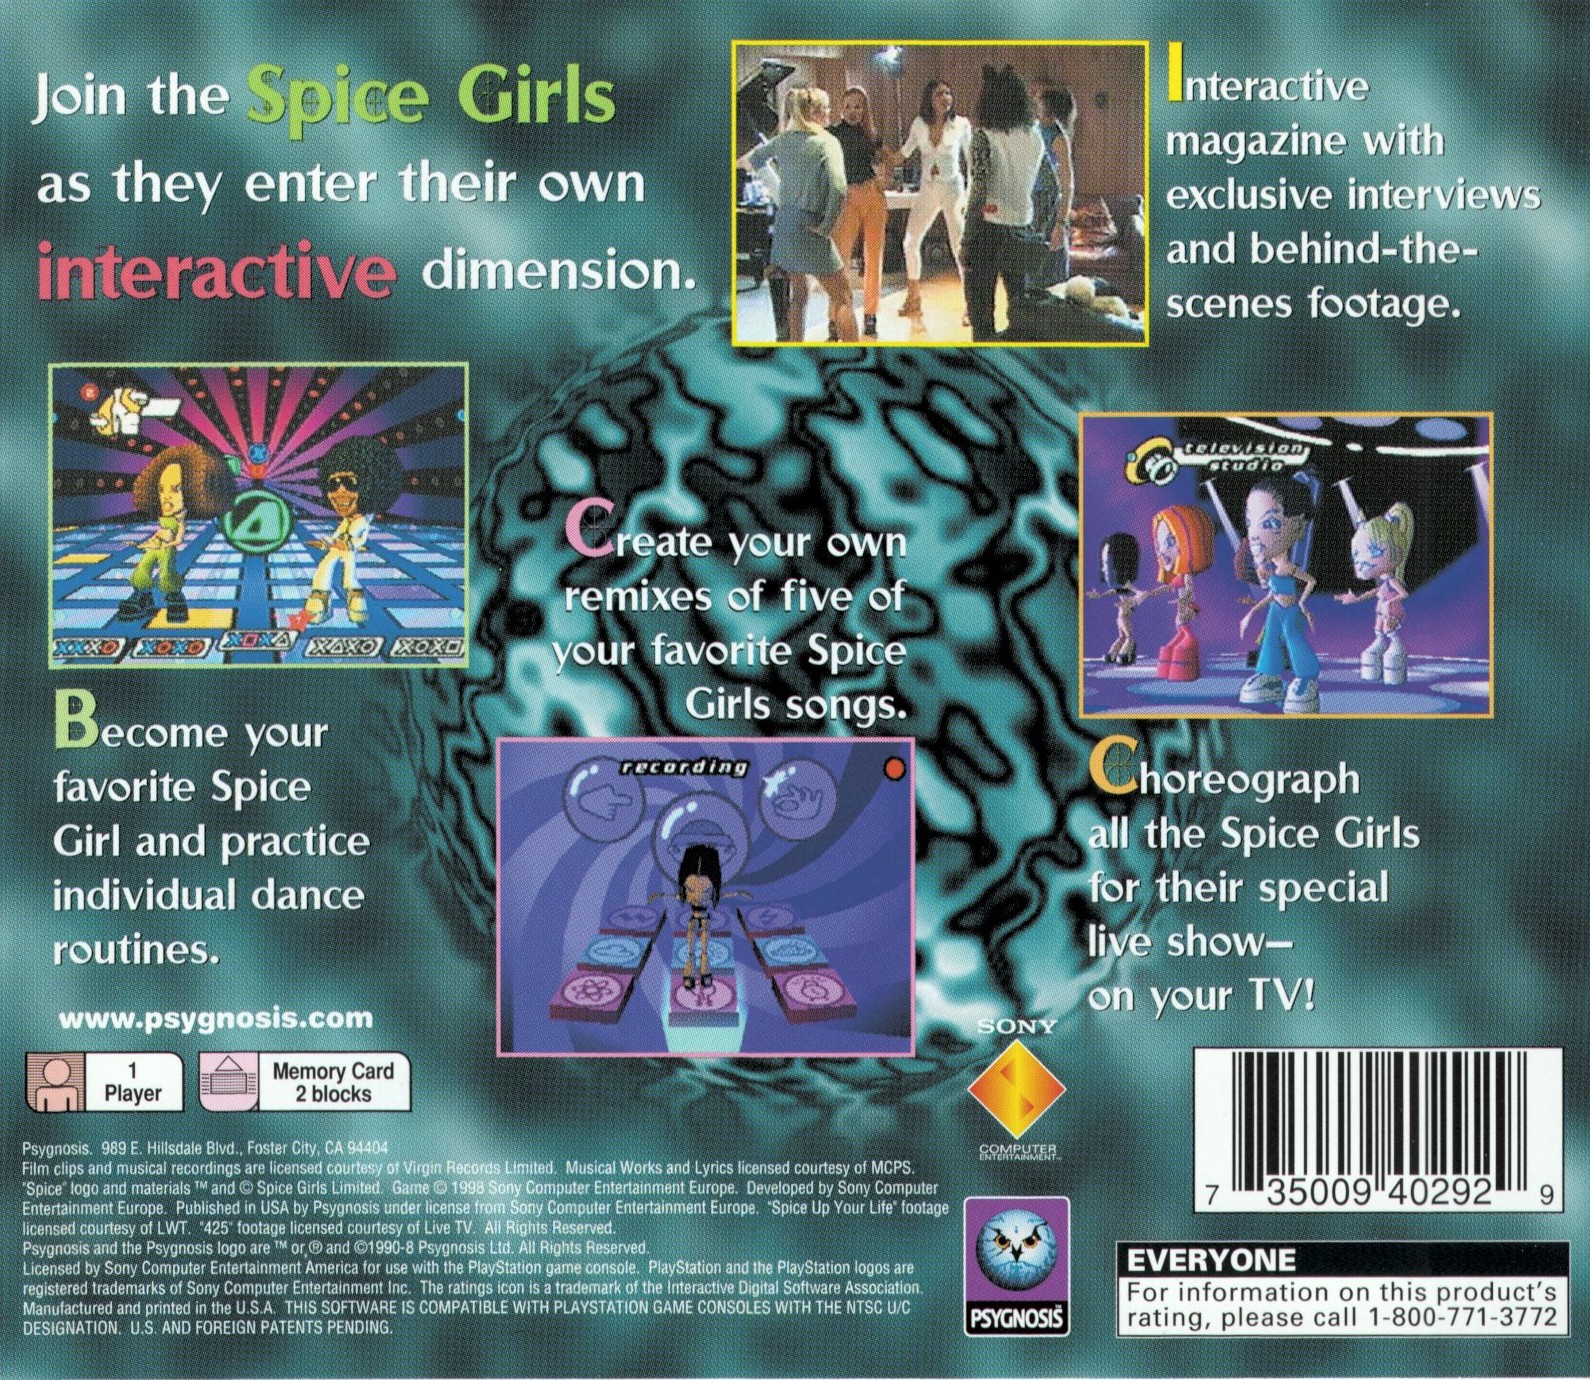 Join the Spice Girls
as they enter their own
interactive dimension.
Interactive
magazine with
exclusive interviews
and behind-the-
scenes footage.
television
studio
XXXO
XOXO
XOXA
XAXO
XOXO
Create your own
remixes of five of
your favorite Spice
Girls songs.
Become your
favorite Spice
Girl and practice
individual dance
routines.
recording
Choreograph
all the Spice Girls
for their special
live show—
on your TV!
www.psygnosis.com
1
Player
Memory Card
2 blocks
SONY
COMPUTER
ENTERTAINMENT™
Psygnosis. 989 E. Hillsdale Blvd., Foster City, CA 94404
Film clips and musical recordings are licensed courtesy of Virgin Records Limited. Musical Works and Lyrics licensed courtesy of MCPS.
"Spice" logo and materials ™ and © Spice Girls Limited. Game © 1998 Sony Computer Entertainment Europe. Developed by Sony Computer
Entertainment Europe. Published in USA by Psygnosis under license from Sony Computer Entertainment Europe. "Spice Up Your Life" footage
licensed courtesy of LWT. "425" footage licensed courtesy of Live TV. All Rights Reserved.
Psygnosis and the Psygnosis logo are ™ or ® and ©1990-8 Psygnosis Ltd. All Rights Reserved.
Licensed by Sony Computer Entertainment America for use with the PlayStation game console. PlayStation and the PlayStation logos are
registered trademarks of Sony Computer Entertainment Inc. The ratings icon is a trademark of the Interactive Digital Software Association.
Manufactured and printed in the U.S.A. THIS SOFTWARE IS COMPATIBLE WITH PLAYSTATION GAME CONSOLES WITH THE NTSC U/C
DESIGNATION. U.S. AND FOREIGN PATENTS PENDING.
PSYGNOSIS™
7 35009 40292 9
EVERYONE
For information on this product's
rating, please call 1-800-771-3772